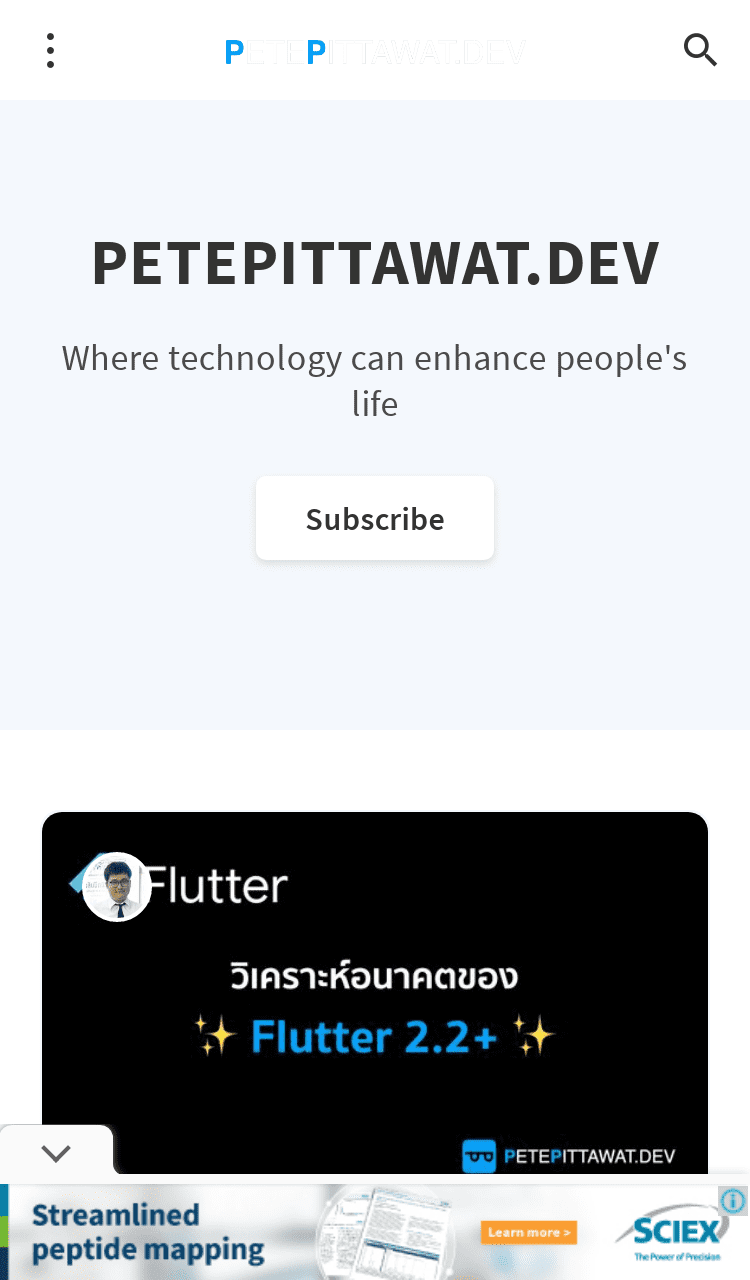 PETEPITTAWAT.DEV
PETEPITTAWAT.DEV
Where technology can enhance people's
life
Subscribe
Flutter
วิเคราะห์อนาคตของ
✨ Flutter 2.2+ ✨
PETEPITTAWAT.DEV
Streamlined
peptide mapping
Learn more >
SCIEX
The Power of Precision